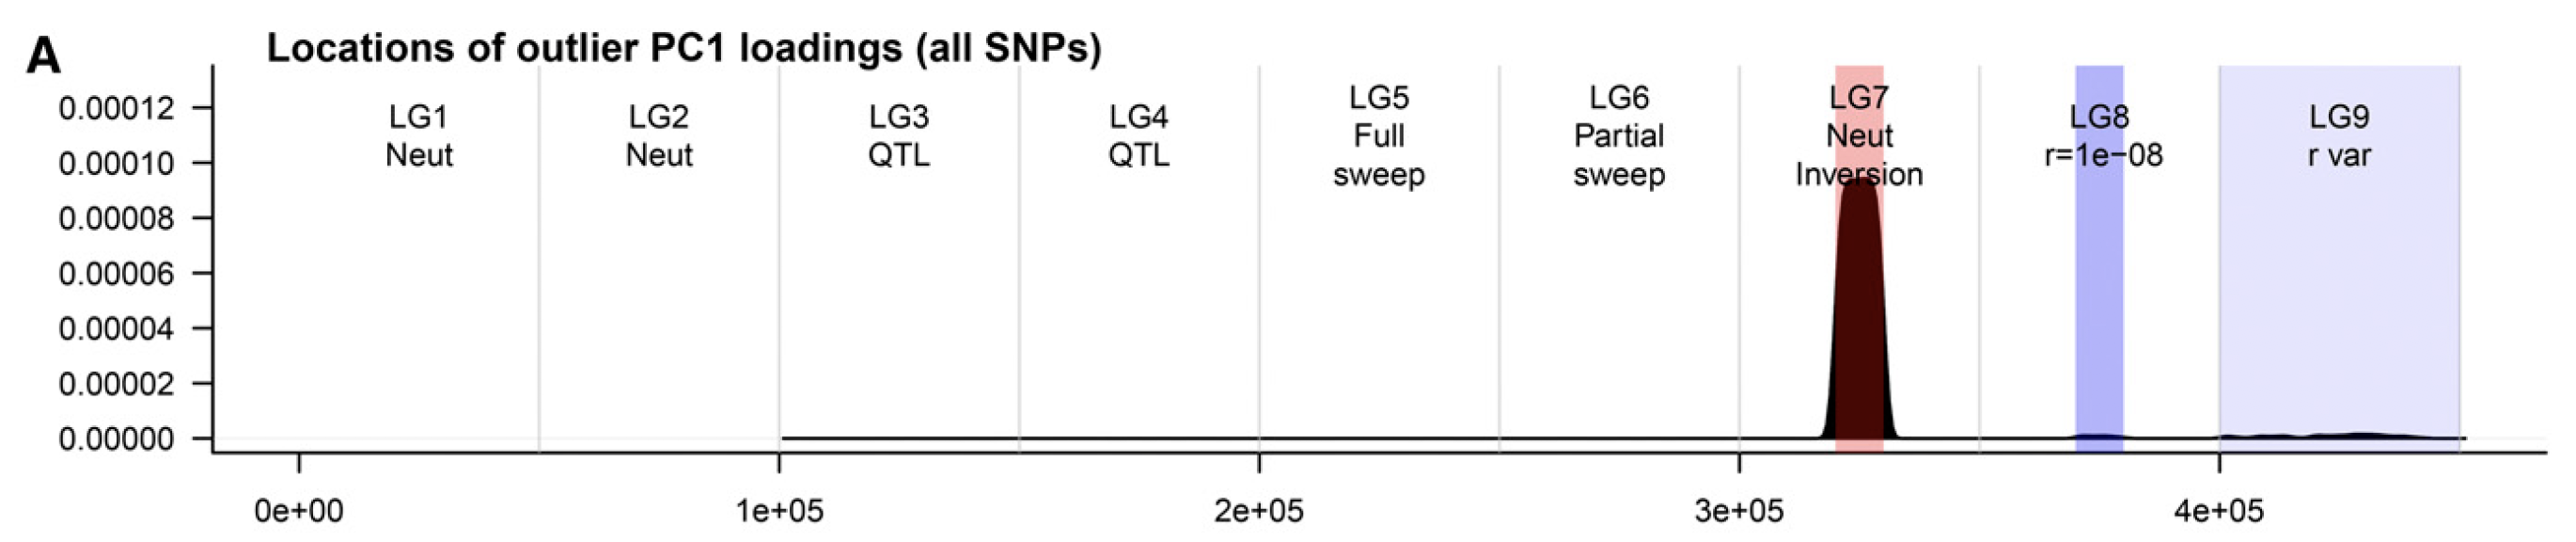 A
Locations of outlier PC1 loadings (all SNPs)
0.00012
0.00010
0.00008
0.00006
0.00004
0.00002
0.00000
LG1
Neut
LG2
Neut
LG3
QTL
LG4
QTL
LG5
Full
sweep
LG6
Partial
sweep
LG7
Neut
Inversion
LG8
r=1e−08
LG9
r var
0e+00
1e+05
2e+05
3e+05
4e+05